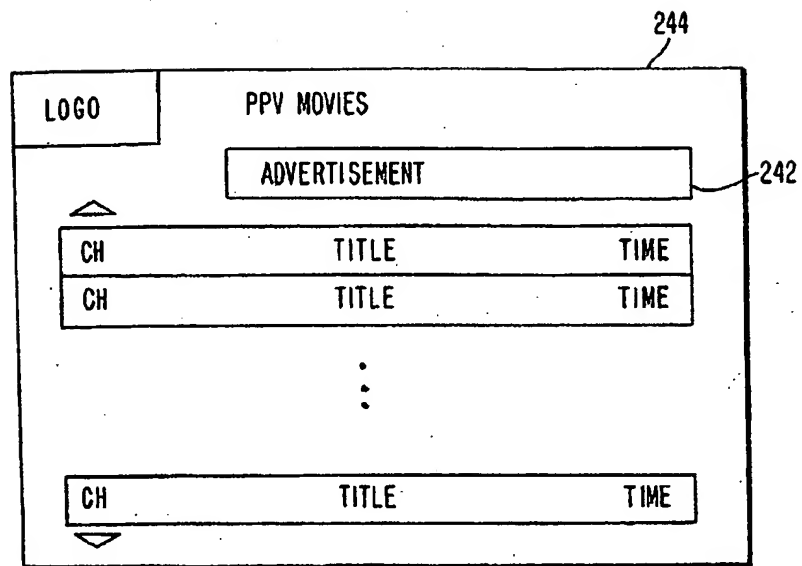 244
LOGO PPV MOVIES
ADVERTISEMENT
242
CH TITLE TIME
CH TITLE TIME
CH TITLE TIME